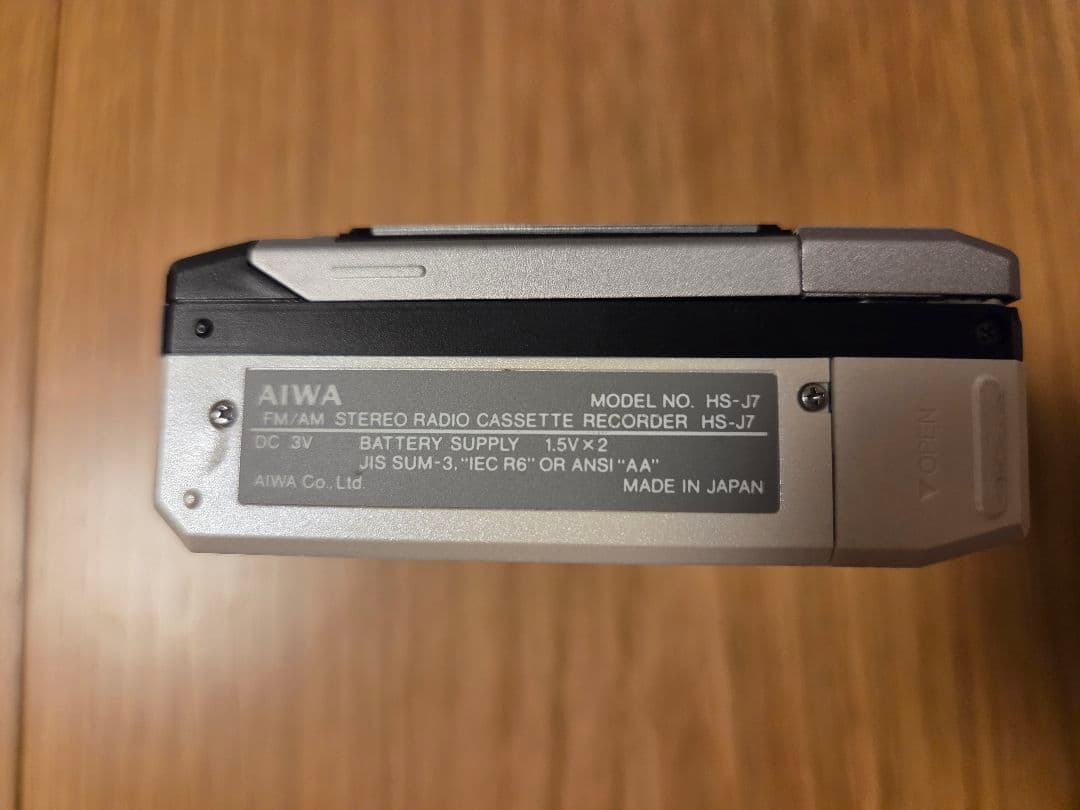 AIWA
MODEL NO. HS-J7
FM/AM STEREO RADIO CASSETTE RECORDER HS-J7
DC 3V BATTERY SUPPLY 1.5V×2
JIS SUM-3, "IEC R6" OR ANSI "AA"
AIWA Co., Ltd. MADE IN JAPAN
OPEN